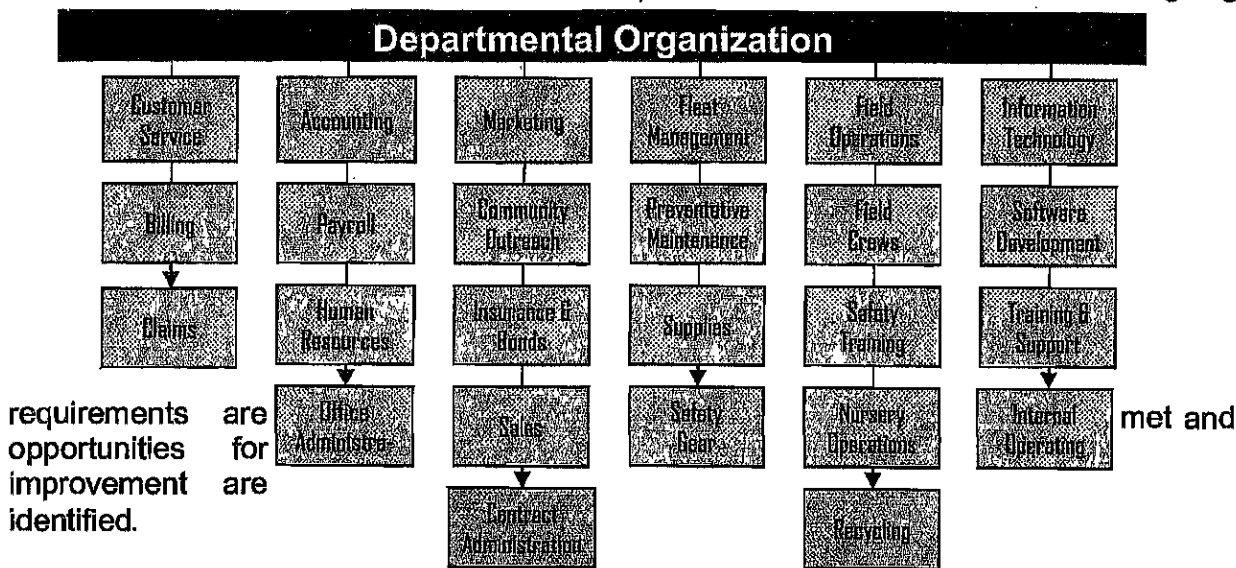 Departmental Organization
Customer
Service
Billing
Claims
Accounting
Payroll
Human
Resources
Office
Administra-
Marketing
Community
Outreach
Insurance &
Bonds
Sales
Contract
Administration
Fleet
Management
Preventative
Maintenance
Supplies
Safety
Gear
Field
Operations
Field
Crews
Safety
Training
Nursery
Operations
Recycling
Information
Technology
Software
Development
Training &
Support
Internal
Operating
requirements are met and
opportunities for
improvement are
identified.